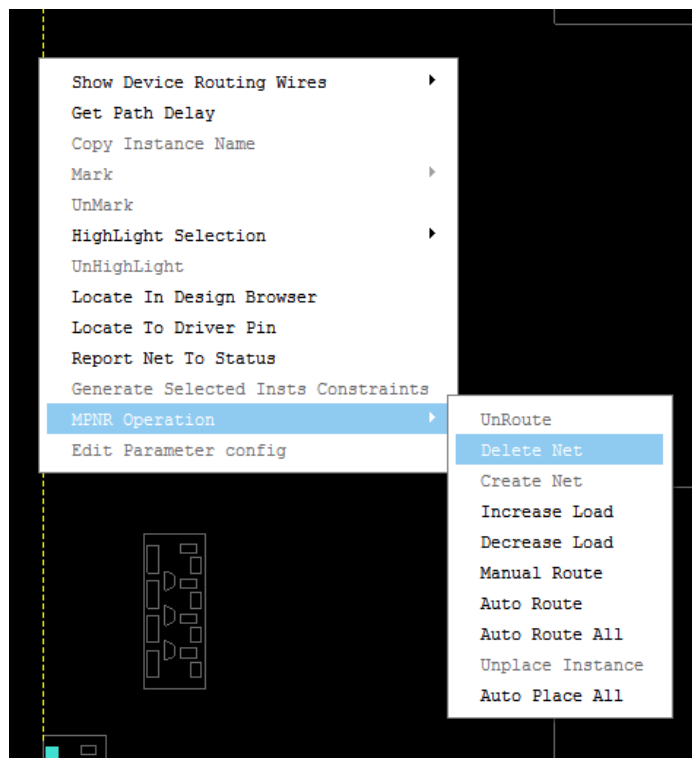 Show Device Routing Wires
Get Path Delay
Copy Instance Name
Mark
UnMark
HighLight Selection
UnHighLight
Locate In Design Browser
Locate To Driver Pin
Report Net To Status
Generate Selected Insts Constraints
MPNR Operation
Edit Parameter config
UnRoute
Delete Net
Create Net
Increase Load
Decrease Load
Manual Route
Auto Route
Auto Route All
Unplace Instance
Auto Place All